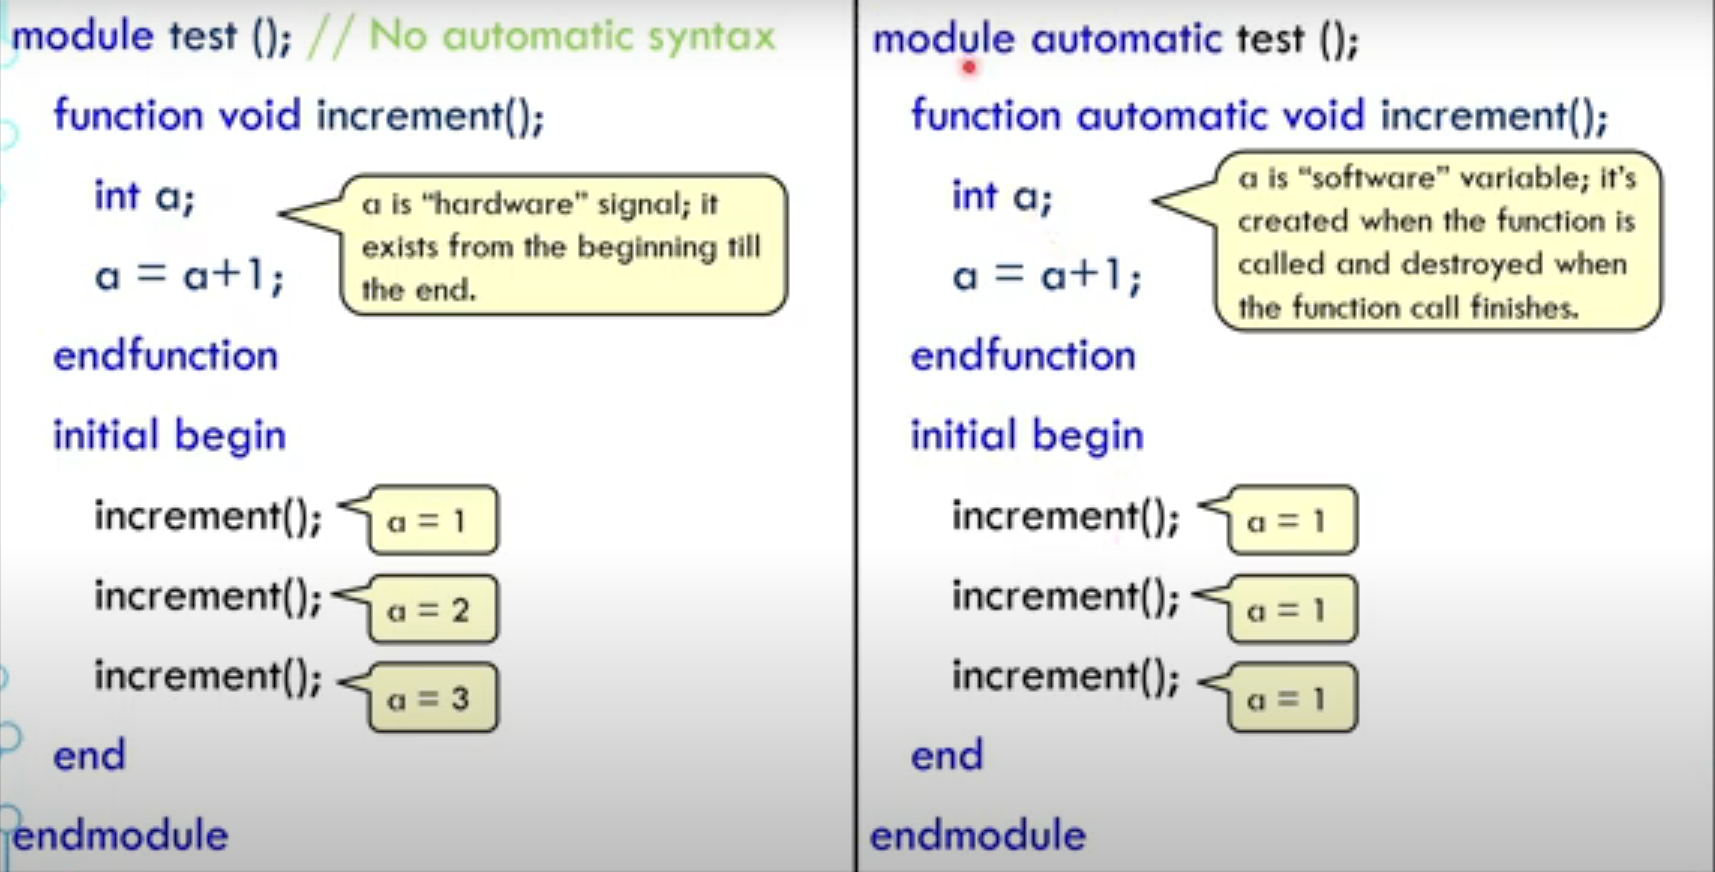 module test (); // No automatic syntax
function void increment();
int a;
a is “hardware” signal; it
exists from the beginning till
the end.
a = a+1;
endfunction
initial begin
increment();
a = 1
increment();
a = 2
increment();
a = 3
end
endmodule
module automatic test ();
function automatic void increment();
int a;
a is “software” variable; it’s
created when the function is
called and destroyed when
the function call finishes.
a = a+1;
endfunction
initial begin
increment();
a = 1
increment();
a = 1
increment();
a = 1
end
endmodule